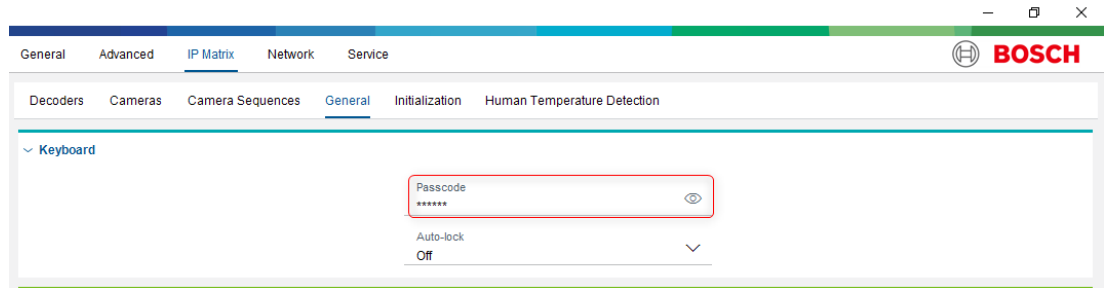 General Advanced IP Matrix Network Service BOSCH
Decoders Cameras Camera Sequences General Initialization Human Temperature Detection
Keyboard
Passcode
******
Auto-lock
Off